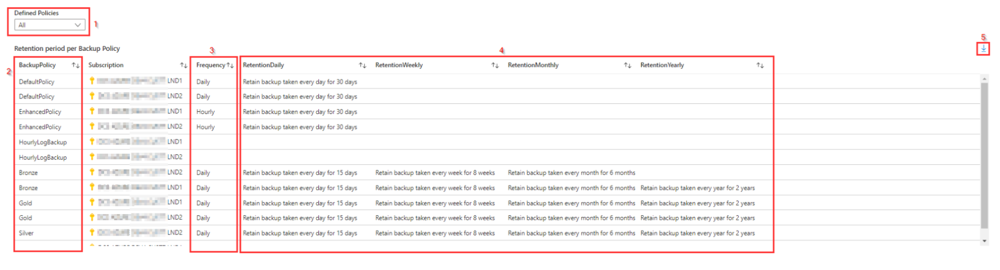 Defined Policies
All
1
Retention period per Backup Policy
3
4
5
2
BackupPolicy Subscription Frequency RetentionDaily RetentionWeekly RetentionMonthly RetentionYearly
DefaultPolicy LND1 Daily Retain backup taken every day for 30 days
DefaultPolicy LND2 Daily Retain backup taken every day for 30 days
EnhancedPolicy LND1 Hourly Retain backup taken every day for 30 days
EnhancedPolicy LND2 Hourly Retain backup taken every day for 30 days
HourlyLogBackup LND1
HourlyLogBackup LND2
Bronze LND2 Daily Retain backup taken every day for 15 days Retain backup taken every week for 8 weeks Retain backup taken every month for 6 months
Bronze LND1 Daily Retain backup taken every day for 15 days Retain backup taken every week for 8 weeks Retain backup taken every month for 6 months Retain backup taken every year for 2 years
Gold LND1 Daily Retain backup taken every day for 15 days Retain backup taken every week for 8 weeks Retain backup taken every month for 6 months Retain backup taken every year for 2 years
Gold LND2 Daily Retain backup taken every day for 15 days Retain backup taken every week for 8 weeks Retain backup taken every month for 6 months Retain backup taken every year for 2 years
Silver LND2 Daily Retain backup taken every day for 15 days Retain backup taken every week for 8 weeks Retain backup taken every month for 6 months Retain backup taken every year for 2 years